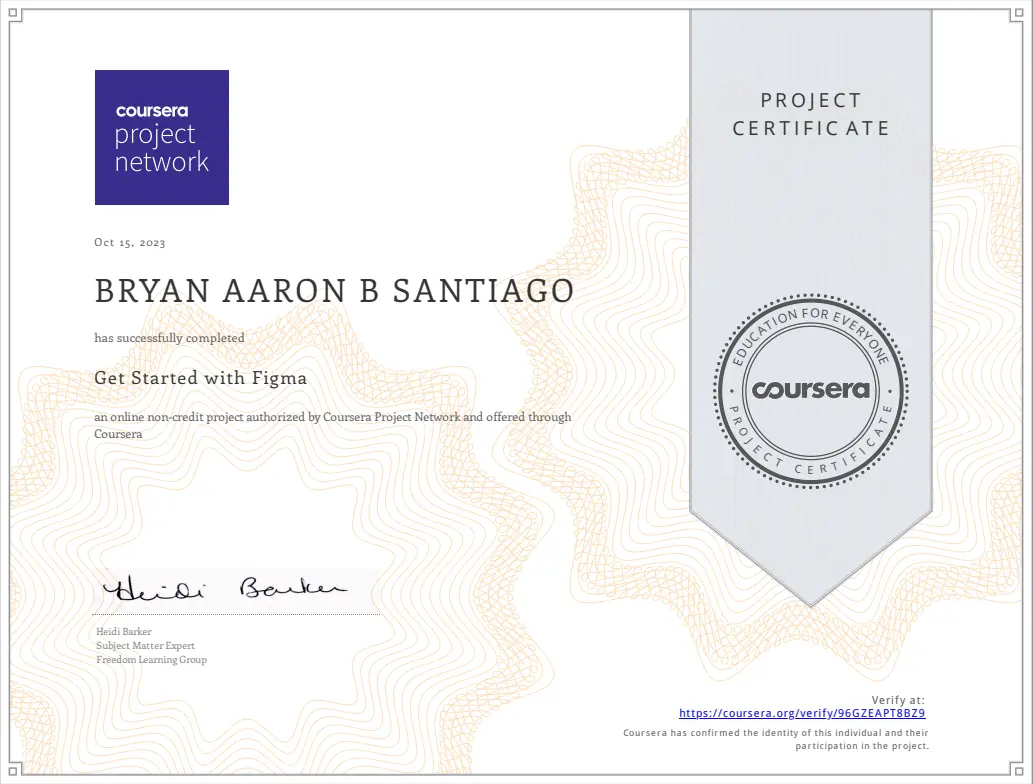 coursera
project
network
PROJECT
CERTIFICATE
Oct 15, 2023
BRYAN AARON B SANTIAGO
has successfully completed
Get Started with Figma
an online non-credit project authorized by Coursera Project Network and offered through
Coursera
EDUCATION FOR EVERYONE
coursera
PROJECT CERTIFICATE
Heidi Barker
Heidi Barker
Subject Matter Expert
Freedom Learning Group
Verify at:
https://coursera.org/verify/96GZEAPT8BZ9
Coursera has confirmed the identity of this individual and their
participation in the project.